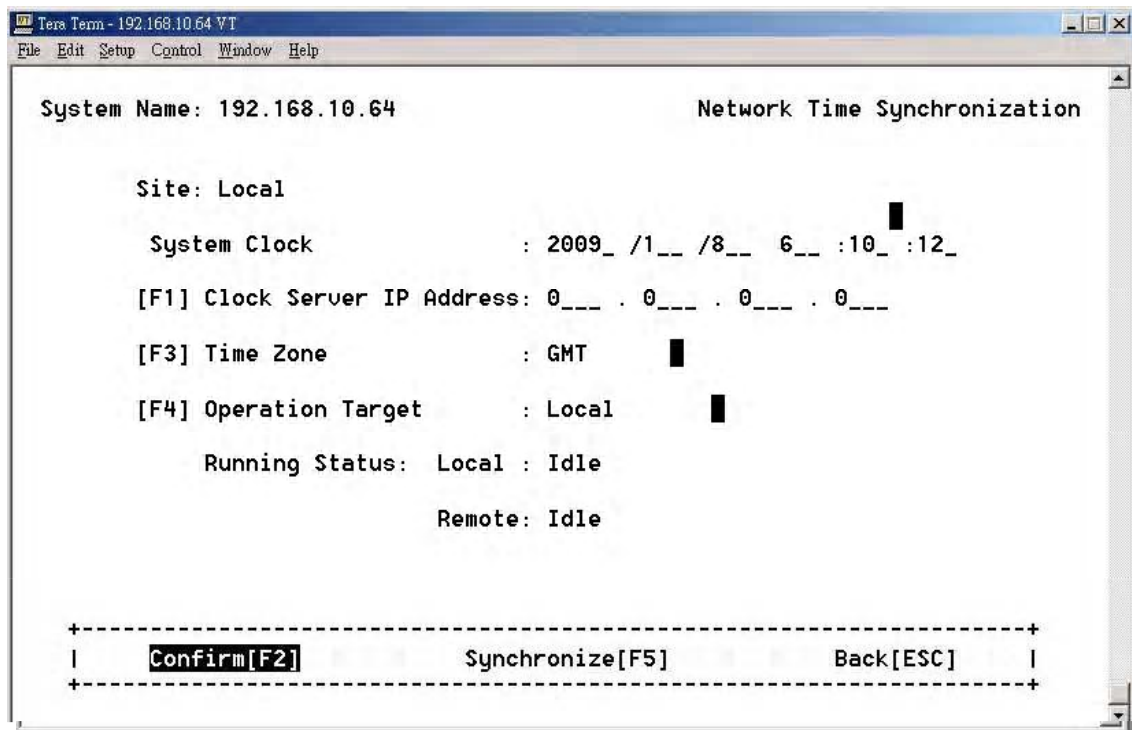 Tera Term - 192.168.10.64 VT
File Edit Setup Control Window Help
System Name: 192.168.10.64 Network Time Synchronization
Site: Local
System Clock : 2009_ /1__ /8__ 6__ :10_ :12_
[F1] Clock Server IP Address: 0___ . 0___ . 0___ . 0___
[F3] Time Zone : GMT
[F4] Operation Target : Local
Running Status: Local : Idle
Remote: Idle
Confirm[F2] Synchronize[F5] Back[ESC]